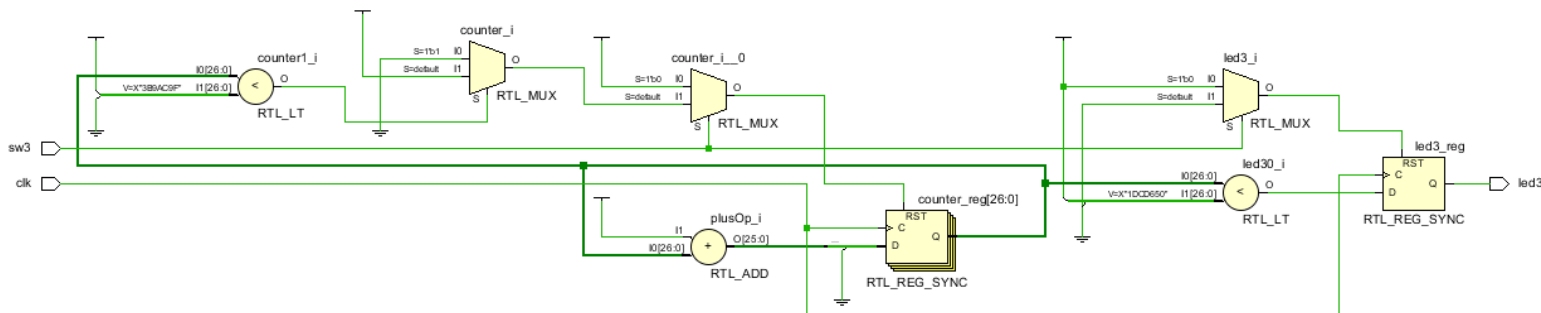 counter1_i
I0[26:0]
V=X"3B9AC9F" I1[26:0]
<
O
RTL_LT
counter_i
S=1'b1 I0
S=default I1
O
S
RTL_MUX
counter_i__0
S=1'b0 I0
S=default I1
O
S
RTL_MUX
led3_i
S=1'b0 I0
S=default I1
O
S
RTL_MUX
sw3
clk
plusOp_i
I1
I0[26:0]
+
O[25:0]
RTL_ADD
...
counter_reg[26:0]
RST
C
D
Q
RTL_REG_SYNC
led30_i
I0[26:0]
V=X"1DCD650" I1[26:0]
<
O
RTL_LT
led3_reg
RST
C
D
Q
RTL_REG_SYNC
led3